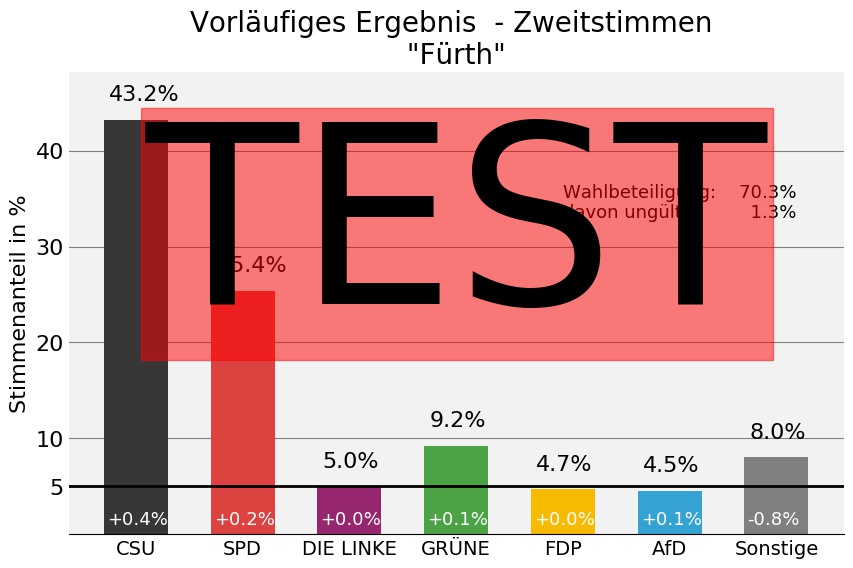 Vorläufiges Ergebnis - Zweitstimmen
"Fürth"
43.2%
TEST
Wahlbeteiligung: 70.3%
davon 1.3%
Stimmenanteil in %
40
30
20
10
5
5.0%
9.2%
4.7%
4.5%
8.0%
+0.4%
+0.2%
+0.0%
+0.1%
+0.0%
+0.1%
-0.8%
CSU
SPD
DIE LINKE
GRÜNE
FDP
AfD
Sonstige